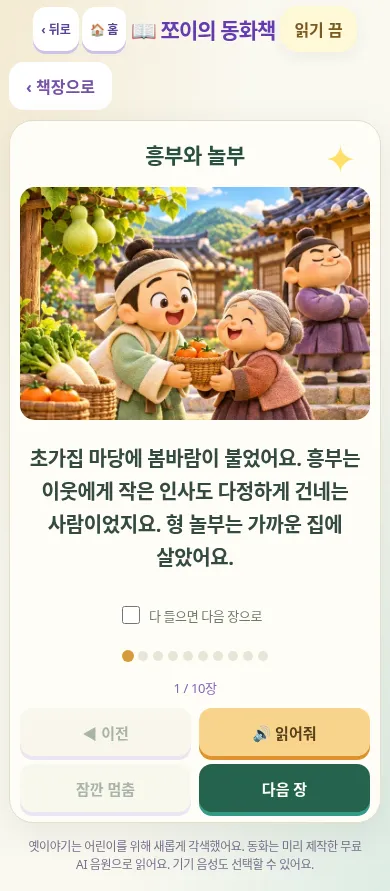 ‹ 뒤로
🏠 홈
📖 쪼이의 동화책
읽기 끔
‹ 책장으로
흥부와 놀부
초가집 마당에 봄바람이 불었어요. 흥부는
이웃에게 작은 인사도 다정하게 건네는
사람이었지요. 형 놀부는 가까운 집에
살았어요.
다 들으면 다음 장으로
1 / 10장
◀ 이전
🔊 읽어줘
잠깐 멈춤
다음 장
옛이야기는 어린이를 위해 새롭게 각색했어요. 동화는 미리 제작한 무료
AI 음원으로 읽어요. 기기 음성도 선택할 수 있어요.